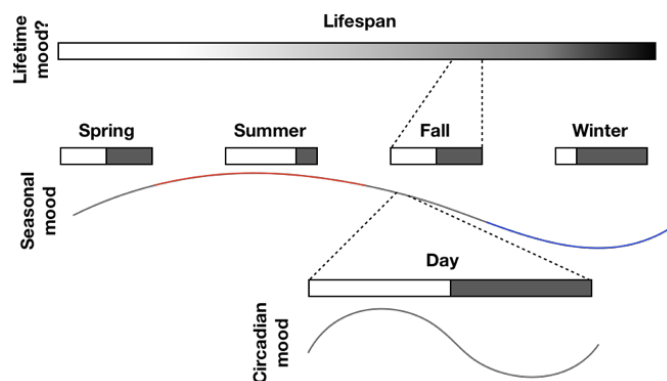 Lifespan
Lifetime
mood?
Spring
Summer
Fall
Winter
Seasonal
mood
Day
Circadian
mood